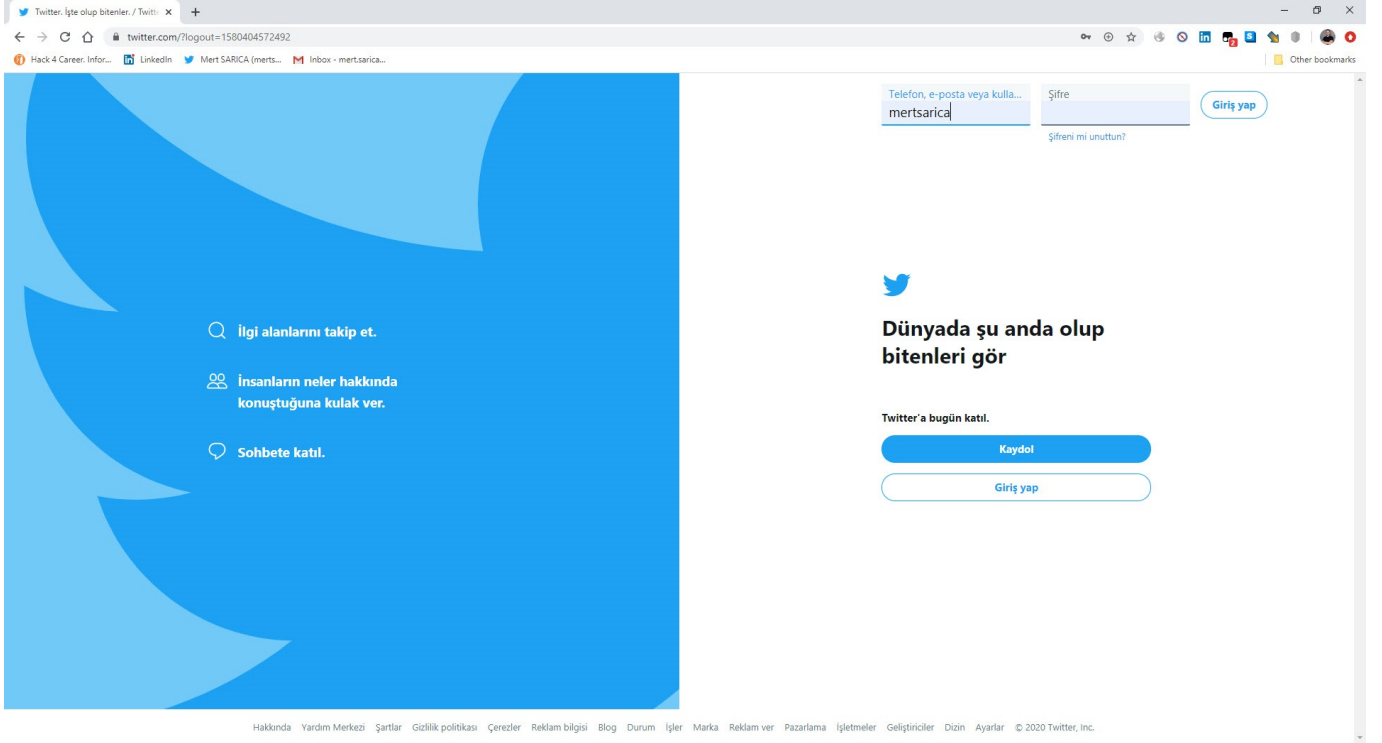 Twitter. İşte olup bitenler. / Twitt
twitter.com/?logout=1580404572492
2
Hack 4 Career. Infor... LinkedIn Mert SARICA (merts... Inbox - mert.sarica... Other bookmarks
Telefon, e-posta veya kulla... Şifre
mertsarica
Giriş yap
Şifreni mi unuttun?
İlgi alanlarını takip et.
İnsanların neler hakkında
konuştuğuna kulak ver.
Sohbete katıl.
Dünyada şu anda olup
bitenleri gör
Twitter'a bugün katıl.
Kaydol
Giriş yap
Hakkında Yardım Merkezi Şartlar Gizlilik politikası Çerezler Reklam bilgisi Blog Durum İşler Marka Reklam ver Pazarlama İşletmeler Geliştiriciler Dizin Ayarlar © 2020 Twitter, Inc.